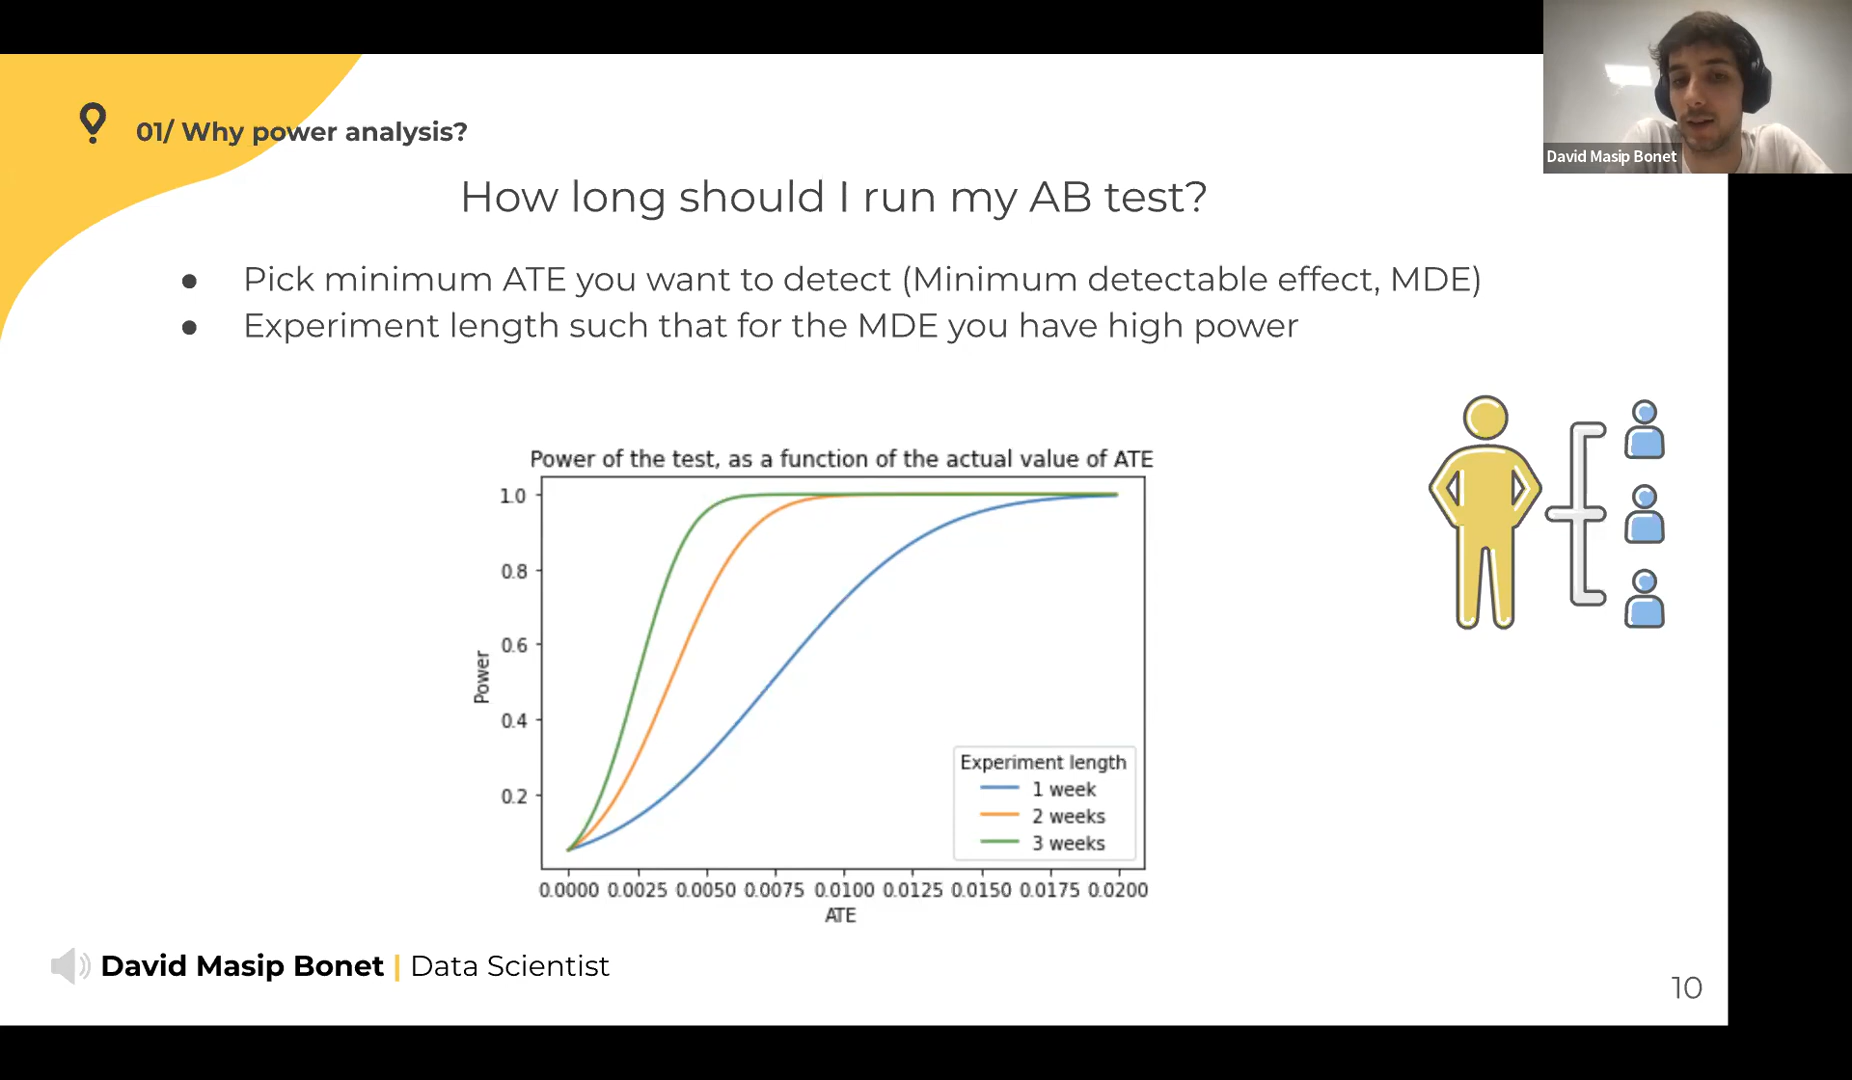 David Masip Bonet
01/ Why power analysis?
How long should I run my AB test?
● Pick minimum ATE you want to detect (Minimum detectable effect, MDE)
● Experiment length such that for the MDE you have high power
Power of the test, as a function of the actual value of ATE
1.0
0.8
0.6
0.4
0.2
Power
Experiment length
1 week
2 weeks
3 weeks
0.0000 0.0025 0.0050 0.0075 0.0100 0.0125 0.0150 0.0175 0.0200
ATE
David Masip Bonet | Data Scientist
10